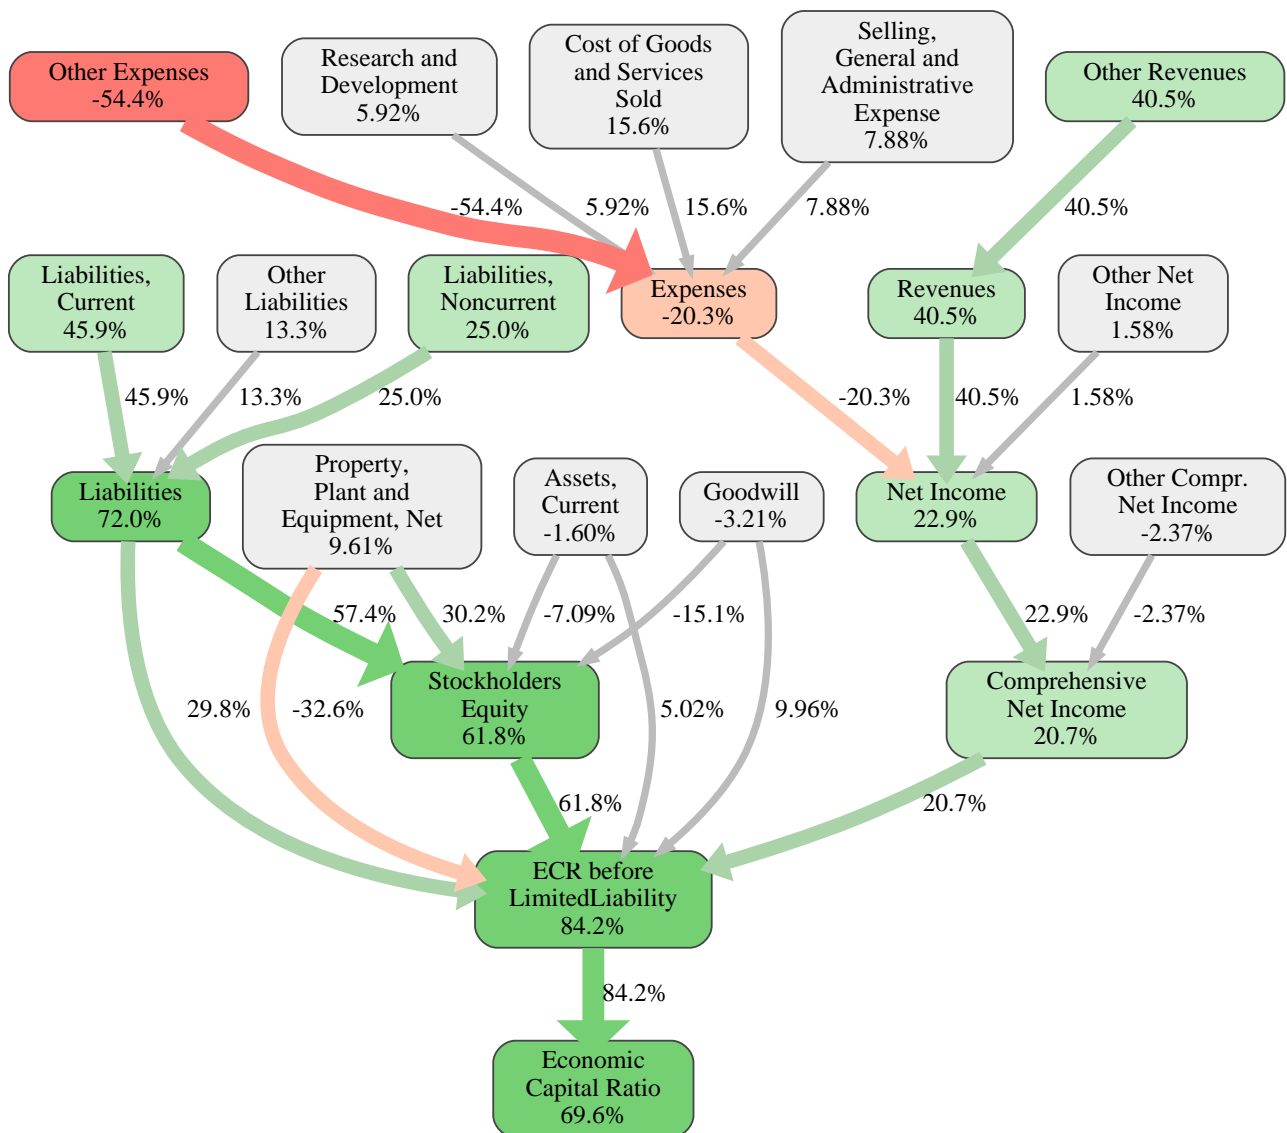 Other Expenses
-54.4%
Research and
Development
5.92%
Cost of Goods
and Services
Sold
15.6%
Selling,
General and
Administrative
Expense
7.88%
Other Revenues
40.5%
-54.4%
5.92%
15.6%
7.88%
40.5%
Liabilities,
Current
45.9%
Other
Liabilities
13.3%
Liabilities,
Noncurrent
25.0%
Expenses
-20.3%
Revenues
40.5%
Other Net
Income
1.58%
45.9%
13.3%
25.0%
-20.3%
40.5%
1.58%
Liabilities
72.0%
Property,
Plant and
Equipment, Net
9.61%
Assets,
Current
-1.60%
Goodwill
-3.21%
Net Income
22.9%
Other Compr.
Net Income
-2.37%
57.4%
30.2%
-7.09%
-15.1%
22.9%
-2.37%
Stockholders
Equity
61.8%
Comprehensive
Net Income
20.7%
29.8%
-32.6%
5.02%
9.96%
61.8%
20.7%
ECR before
LimitedLiability
84.2%
84.2%
Economic
Capital Ratio
69.6%